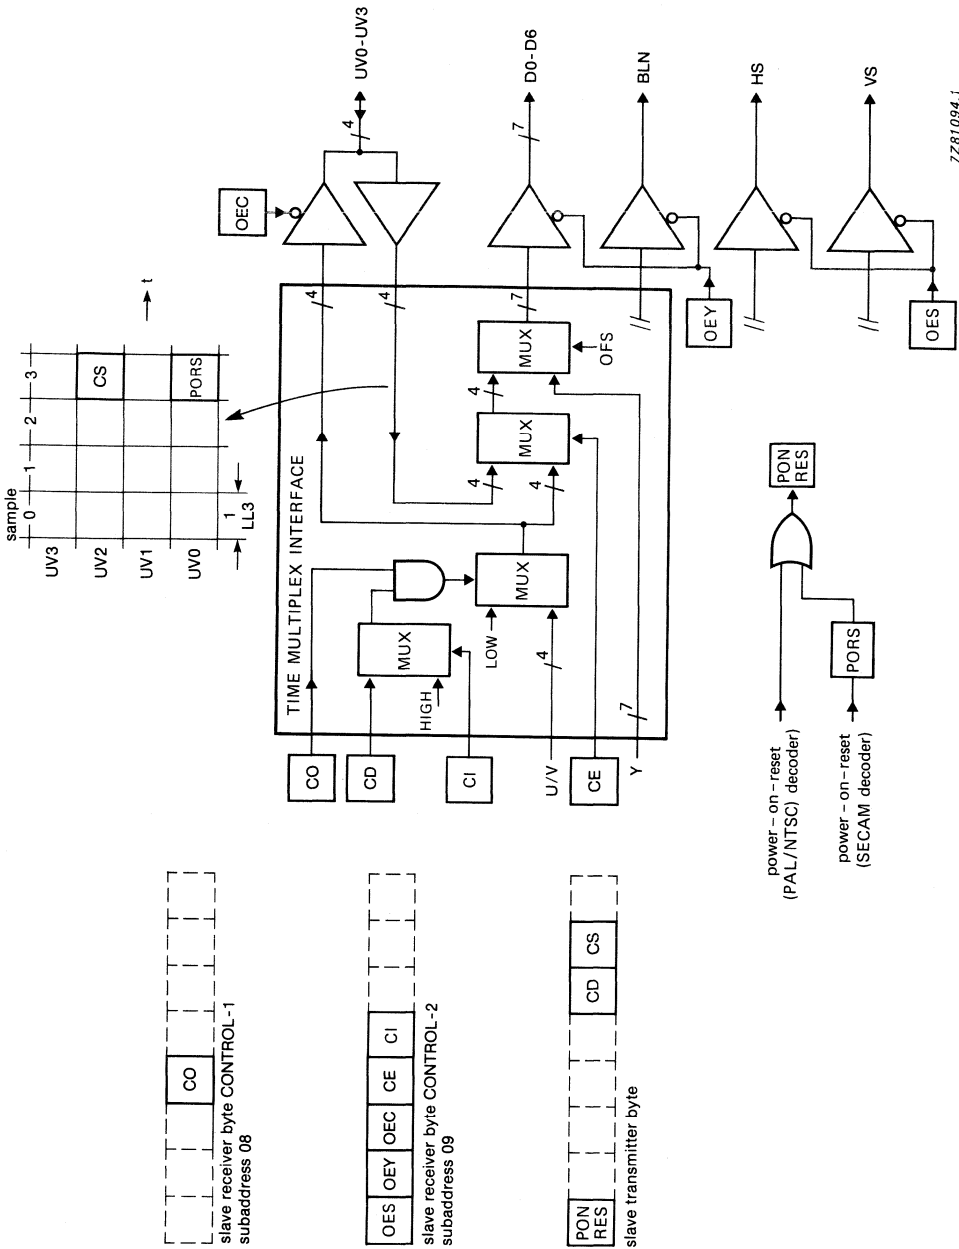 sample
0 1 2 3
t
UV3
UV2 CS
UV1
UV0 PORS
1
LL3
TIME MULTIPLEX INTERFACE
CO
CD
CI
HIGH
MUX
LOW
MUX
U/V
4
CE
Y
7
MUX
4
4
4
MUX
OFS
4
4
7
OEC
4
UV0-UV3
7
D0-D6
BLN
OEY
HS
VS
OES
power-on-reset
(PAL/NTSC) decoder)
power-on-reset
(SECAM decoder)
PORS
PON
RES
CO
slave receiver byte CONTROL-1
subaddress 08
OES OEY OEC CE CI
slave receiver byte CONTROL-2
subaddress 09
PON
RES
CD CS
slave transmitter byte
7Z81094.1